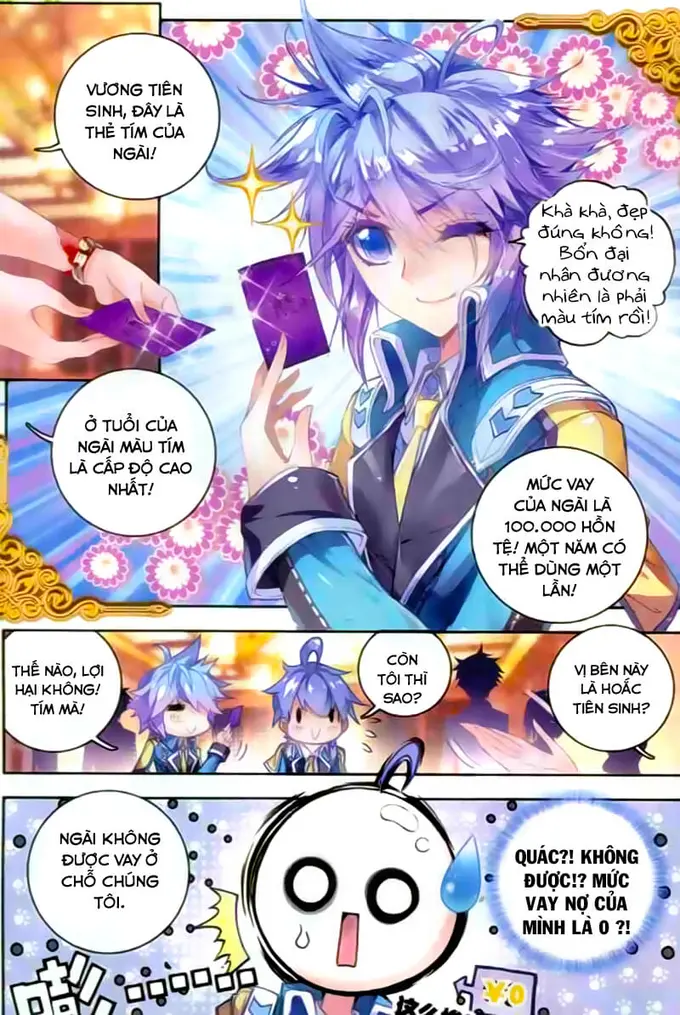 VƯƠNG TIÊN
SINH, ĐÂY LÀ
THẺ TÍM CỦA
NGÀI!
Khà khà, đẹp
đúng không!
Bổn đại
nhân đương
nhiên là phải
màu tím rồi!
Ở TUỔI CỦA
NGÀI MÀU TÍM
LÀ CẤP ĐỘ CAO
NHẤT!
MỨC VAY
CỦA NGÀI LÀ
100.000 HỒN
TỆ! MỘT NĂM CÓ
THỂ DÙNG MỘT
LẦN!
THẾ NÀO, LỢI
HẠI KHÔNG!
TÍM MÀ!
CÒN
TÔI THÌ
SAO?
VỊ BÊN NÀY
LÀ HOẮC
TIÊN SINH?
NGÀI KHÔNG
ĐƯỢC VAY Ở
CHỖ CHÚNG
TÔI.
QUÁC?! KHÔNG
ĐƯỢC!? MỨC
VAY NỢ CỦA
MÌNH LÀ 0 ?!
¥0